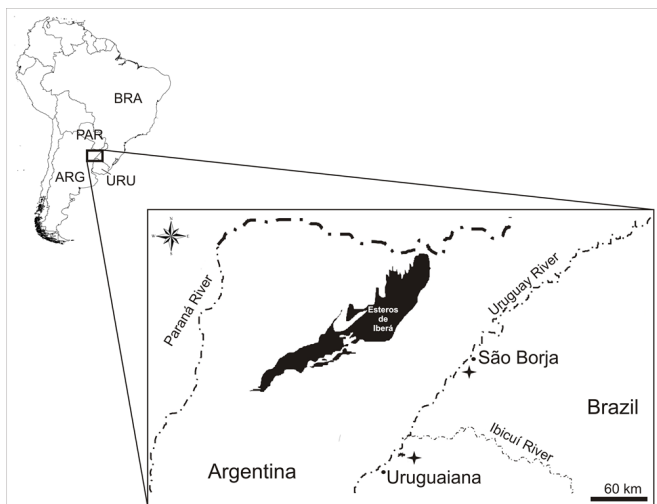 BRA
PAR
ARG
URU
Paraná River
Esteros
de
Iberá
Uruguay River
São Borja
Brazil
Ibicuí River
Argentina
Uruguaiana
60 km